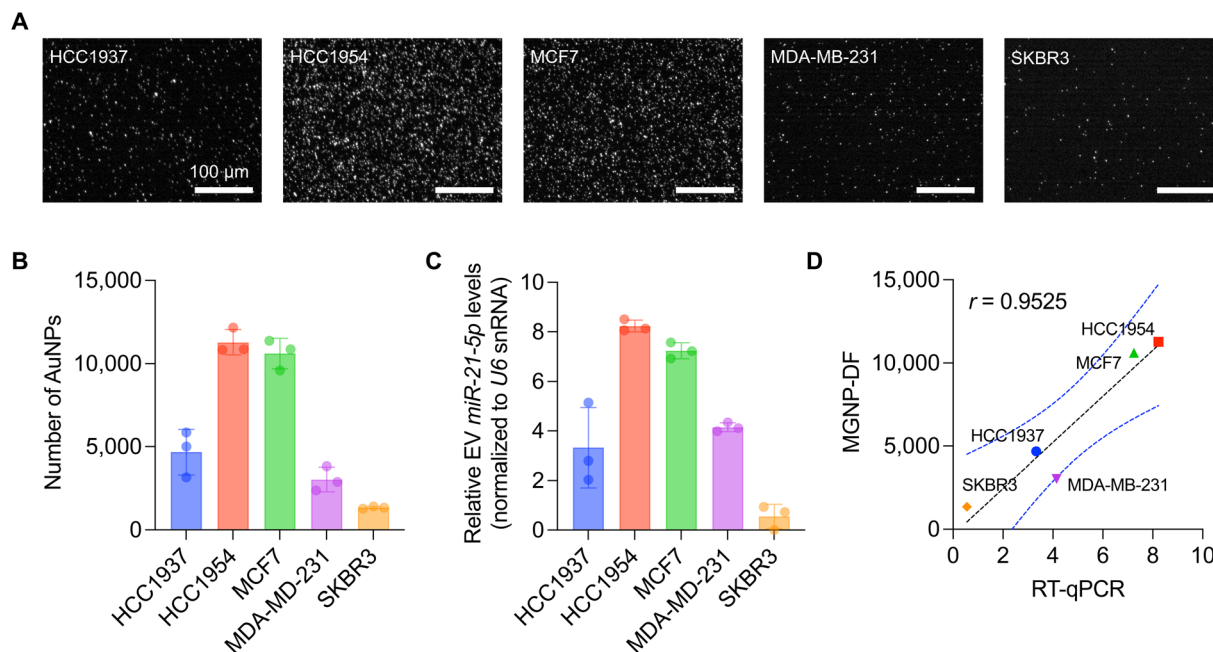 A
HCC1937
100 µm
HCC1954
MCF7
MDA-MB-231
SKBR3
B
Number of AuNPs
15,000
10,000
5,000
0
HCC1937
HCC1954
MCF7
MDA-MD-231
SKBR3
C
Relative EV miR-21-5p levels
(normalized to U6 snRNA)
10
8
6
4
2
0
HCC1937
HCC1954
MCF7
MDA-MD-231
SKBR3
D
MGNP-DF
15,000
10,000
5,000
0
r = 0.9525
HCC1954
MCF7
HCC1937
SKBR3
MDA-MB-231
0 2 4 6 8 10
RT-qPCR